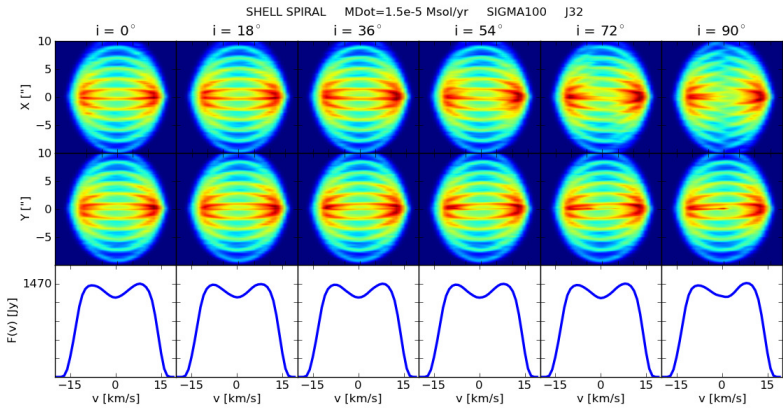 SHELL SPIRAL MDot=1.5e-5 Msol/yr SIGMA100 J32
i = 0° i = 18° i = 36° i = 54° i = 72° i = 90°
10
5
X ["]
0
−5
10
5
Y ["]
0
−5
1470
F(v) [Jy]
−15 0 15 −15 0 15 −15 0 15 −15 0 15 −15 0 15 −15 0 15
v [km/s] v [km/s] v [km/s] v [km/s] v [km/s] v [km/s]